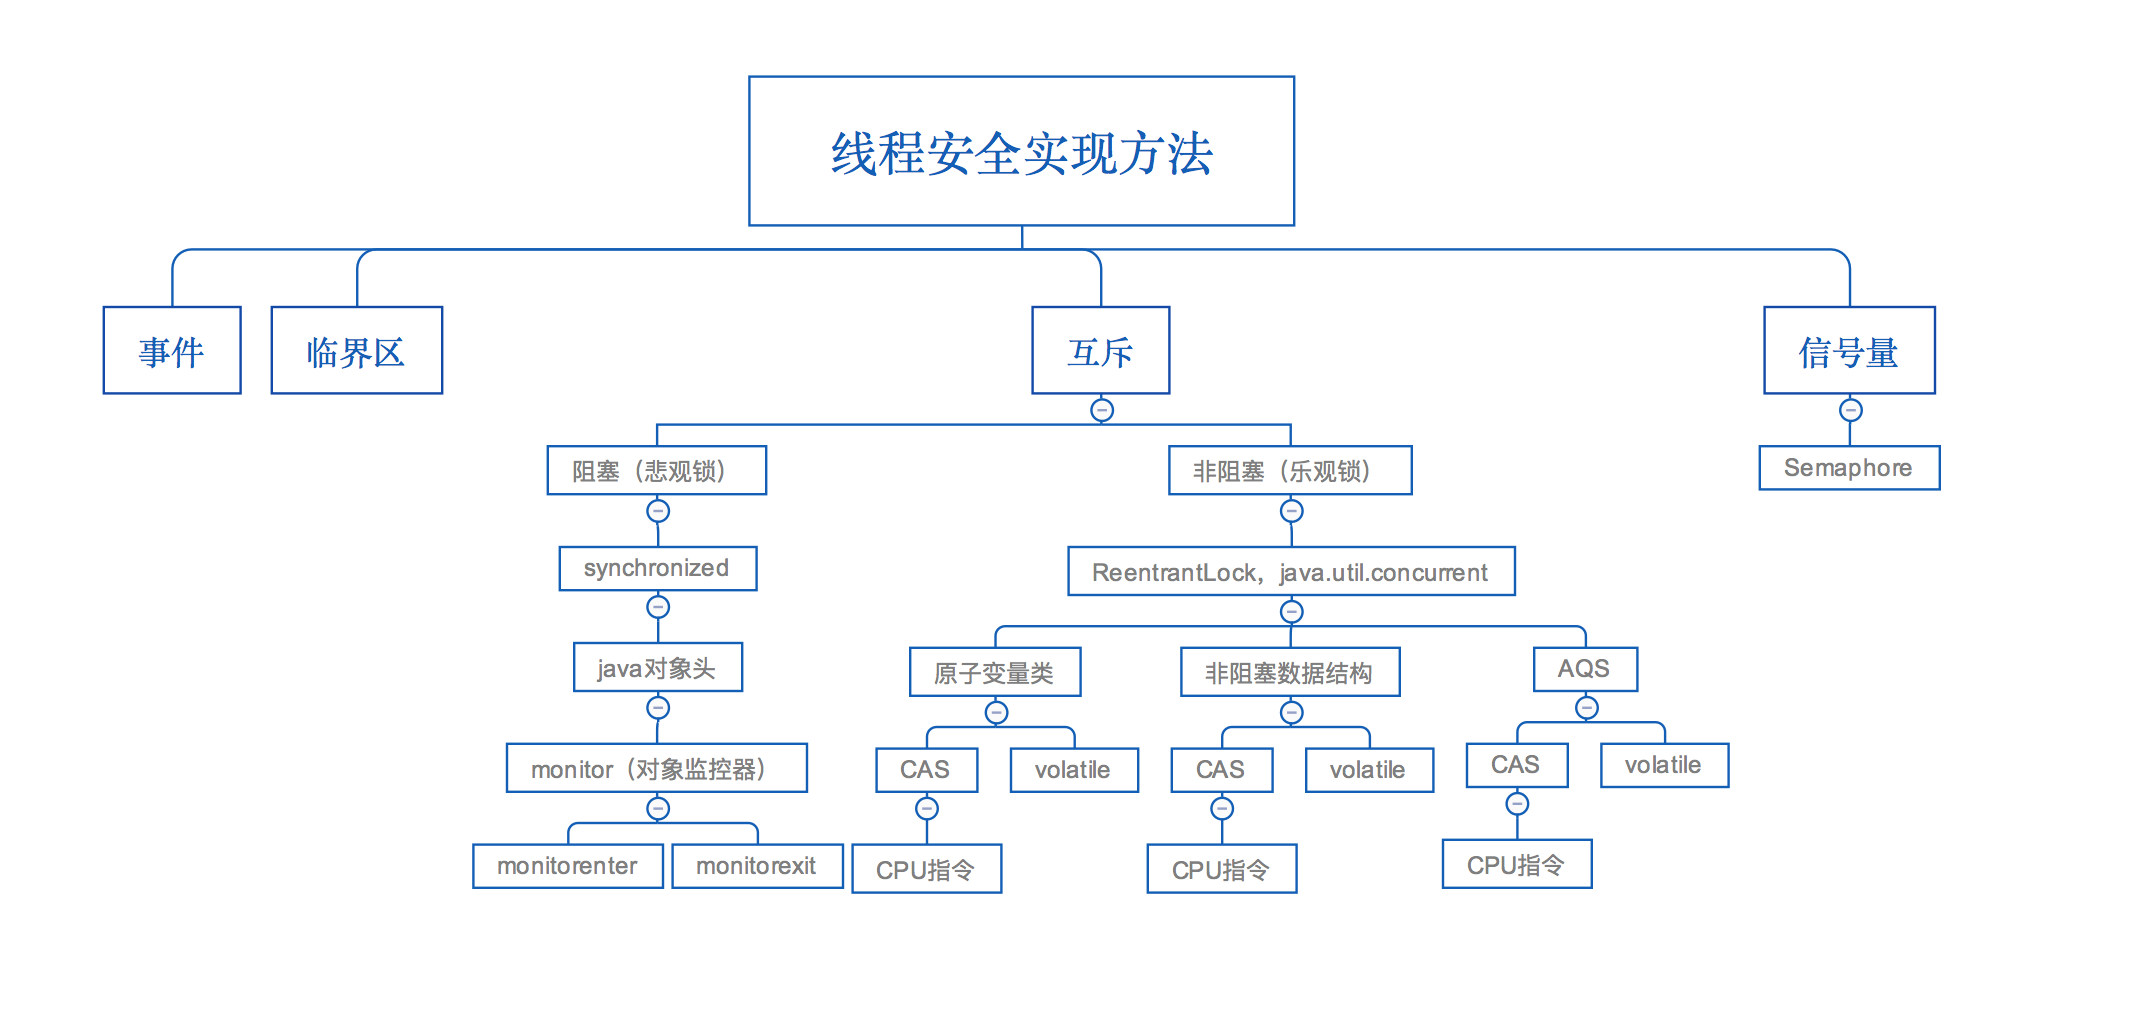 线程安全实现方法
事件
临界区
互斥
信号量
阻塞（悲观锁）
非阻塞（乐观锁）
Semaphore
synchronized
ReentrantLock，java.util.concurrent
java对象头
原子变量类
非阻塞数据结构
AQS
monitor（对象监控器）
CAS
volatile
CAS
volatile
CAS
volatile
monitorenter
monitorexit
CPU指令
CPU指令
CPU指令